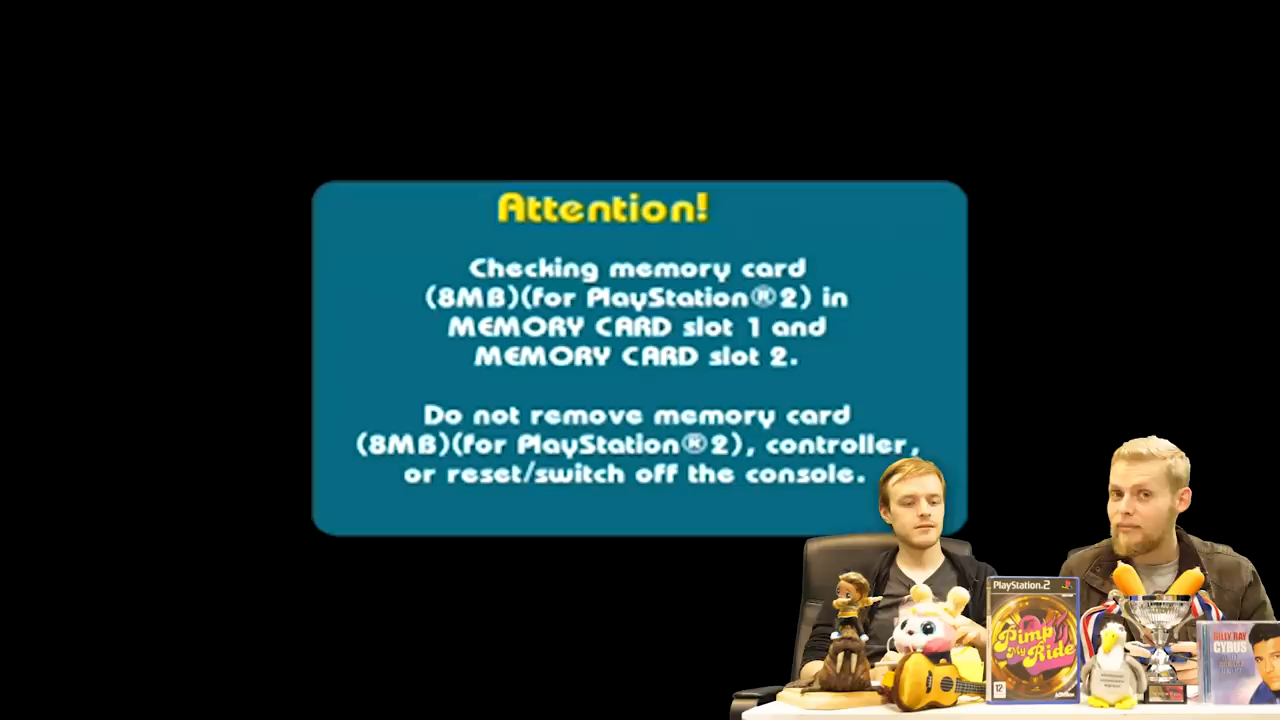 Attention!
Checking memory card
(8MB)(for PlayStation®2) in
MEMORY CARD slot 1 and
MEMORY CARD slot 2.
Do not remove memory card
(8MB)(for PlayStation®2), controller,
or reset/switch off the console.
PlayStation.2
Pimp
My Ride
12
BILLY RAY
CYRUS